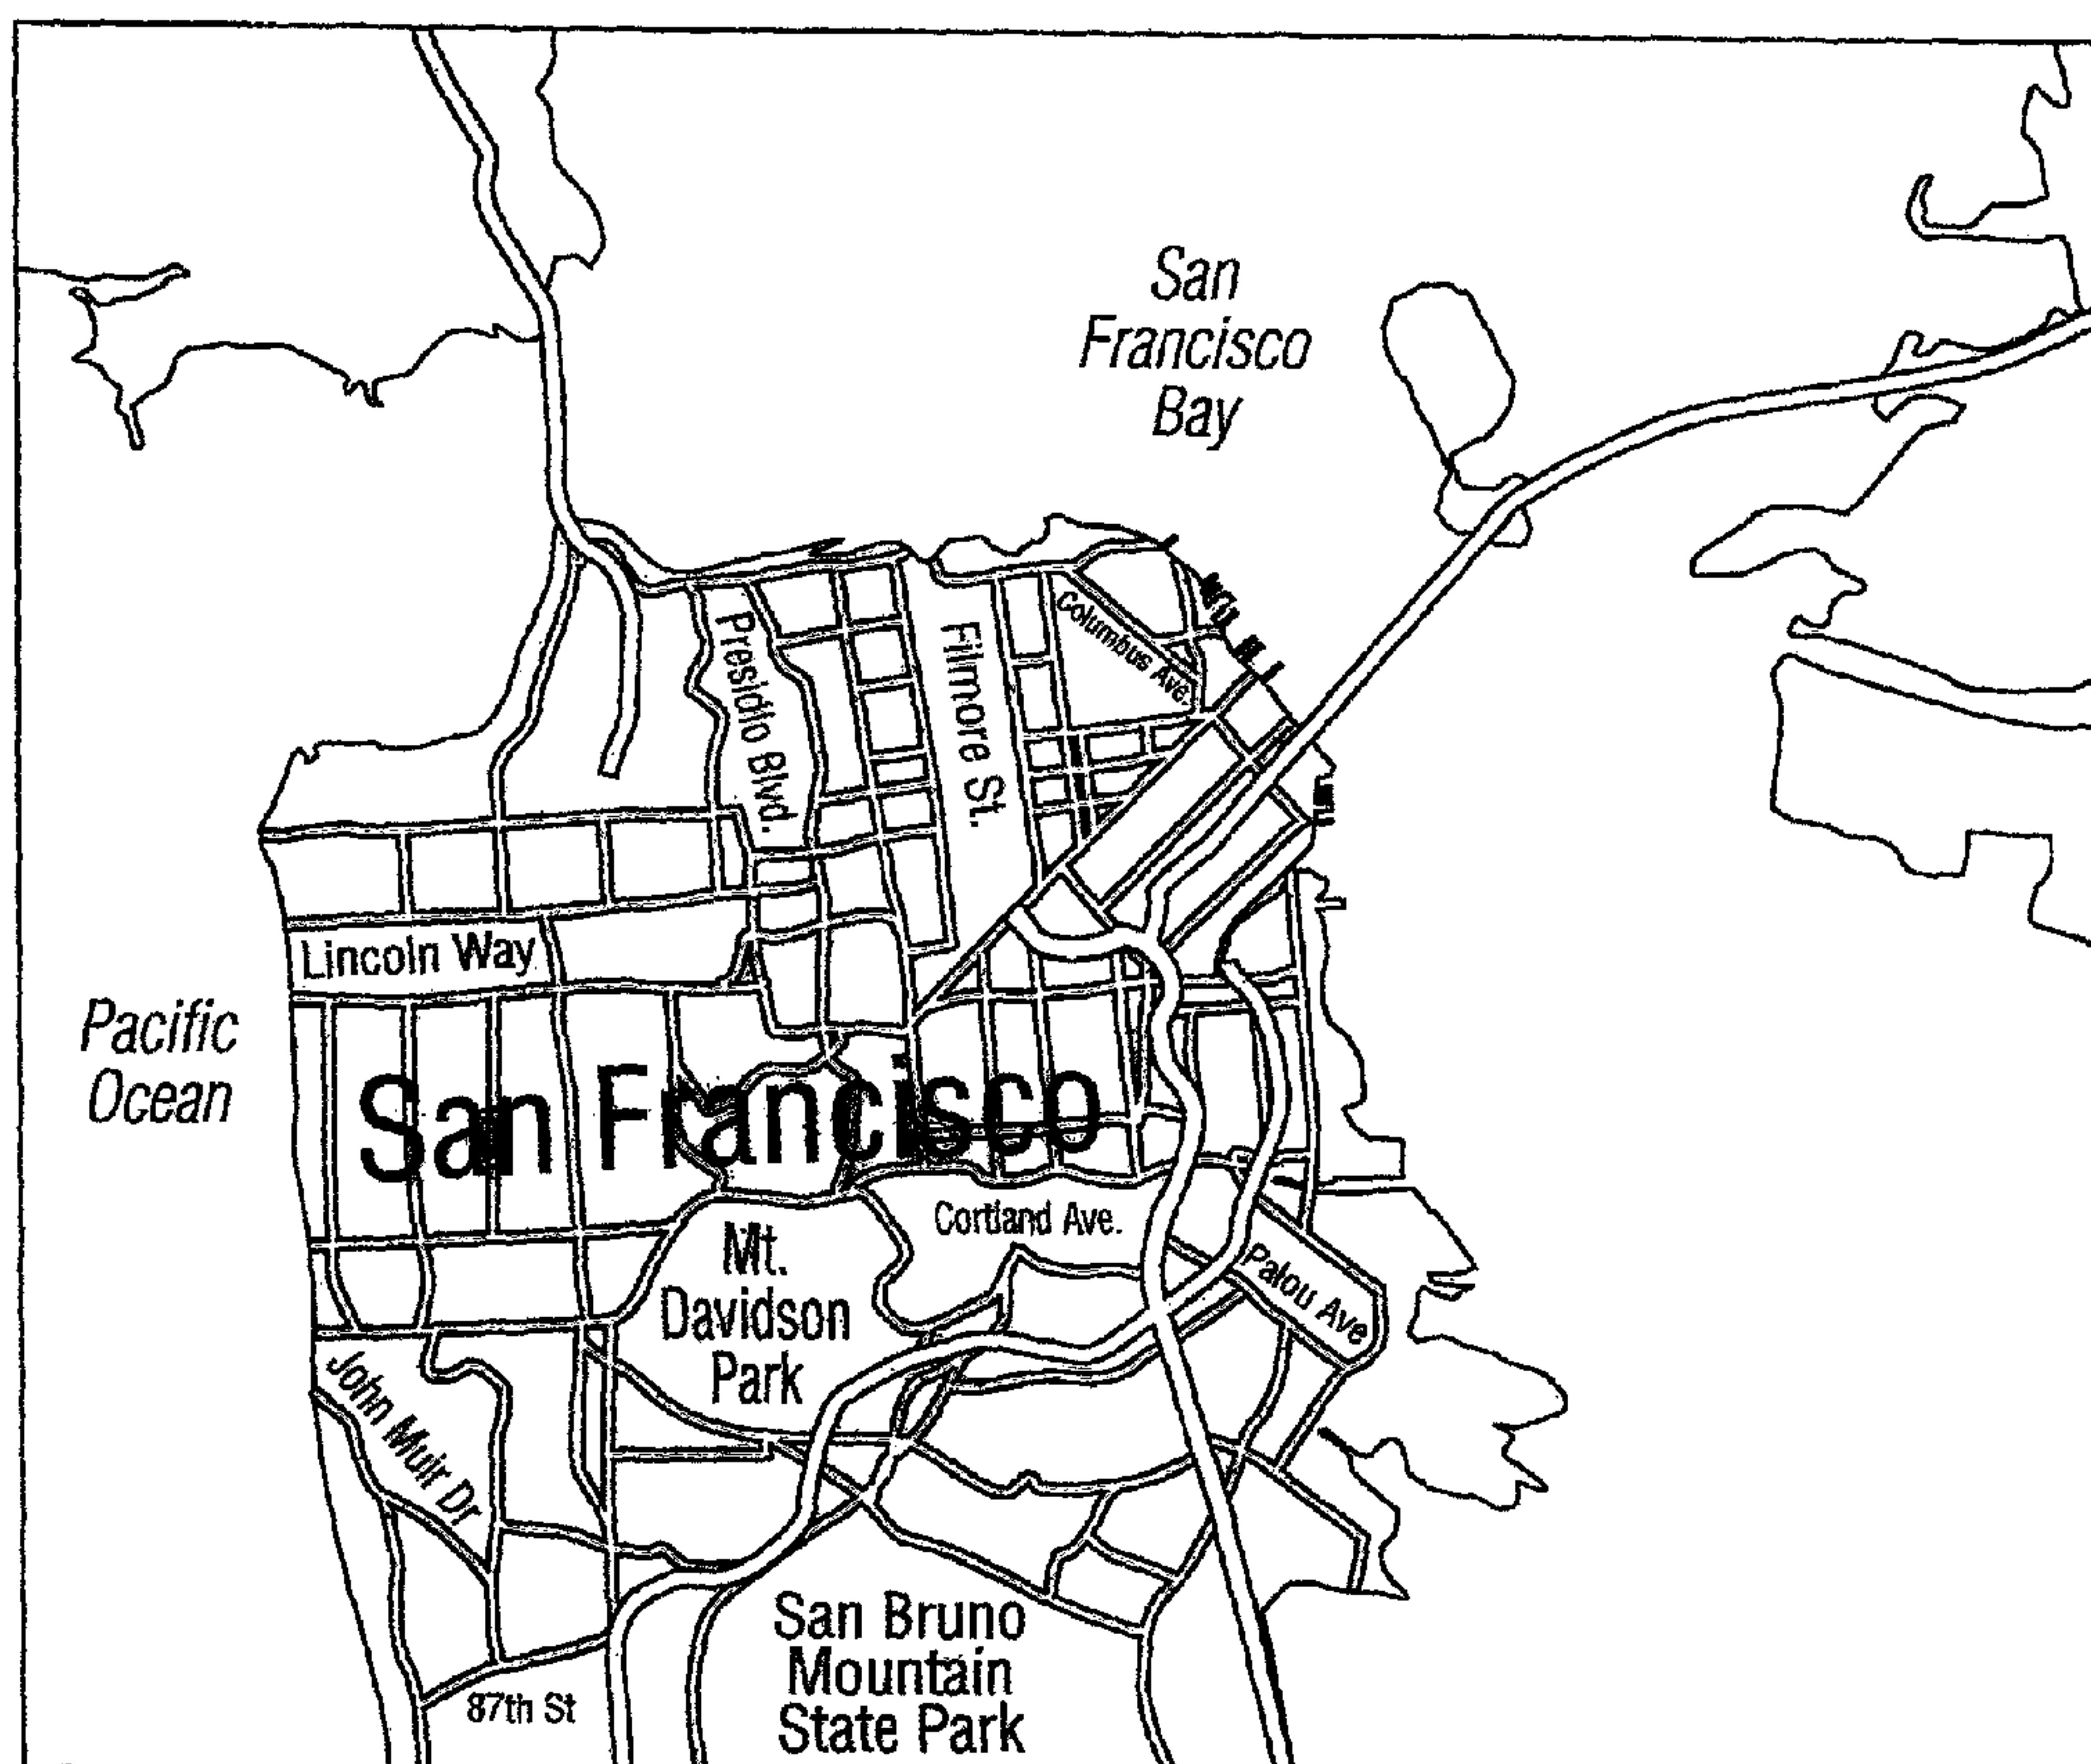 San
Francisco
Bay
Columbus Ave
Presidio Blvd.
Filmore St.
Lincoln Way
Pacific
Ocean
San Francisco
Cortland Ave.
Mt.
Davidson
Park
Palou Ave
John Muir Dr
San Bruno
Mountain
State Park
87th St